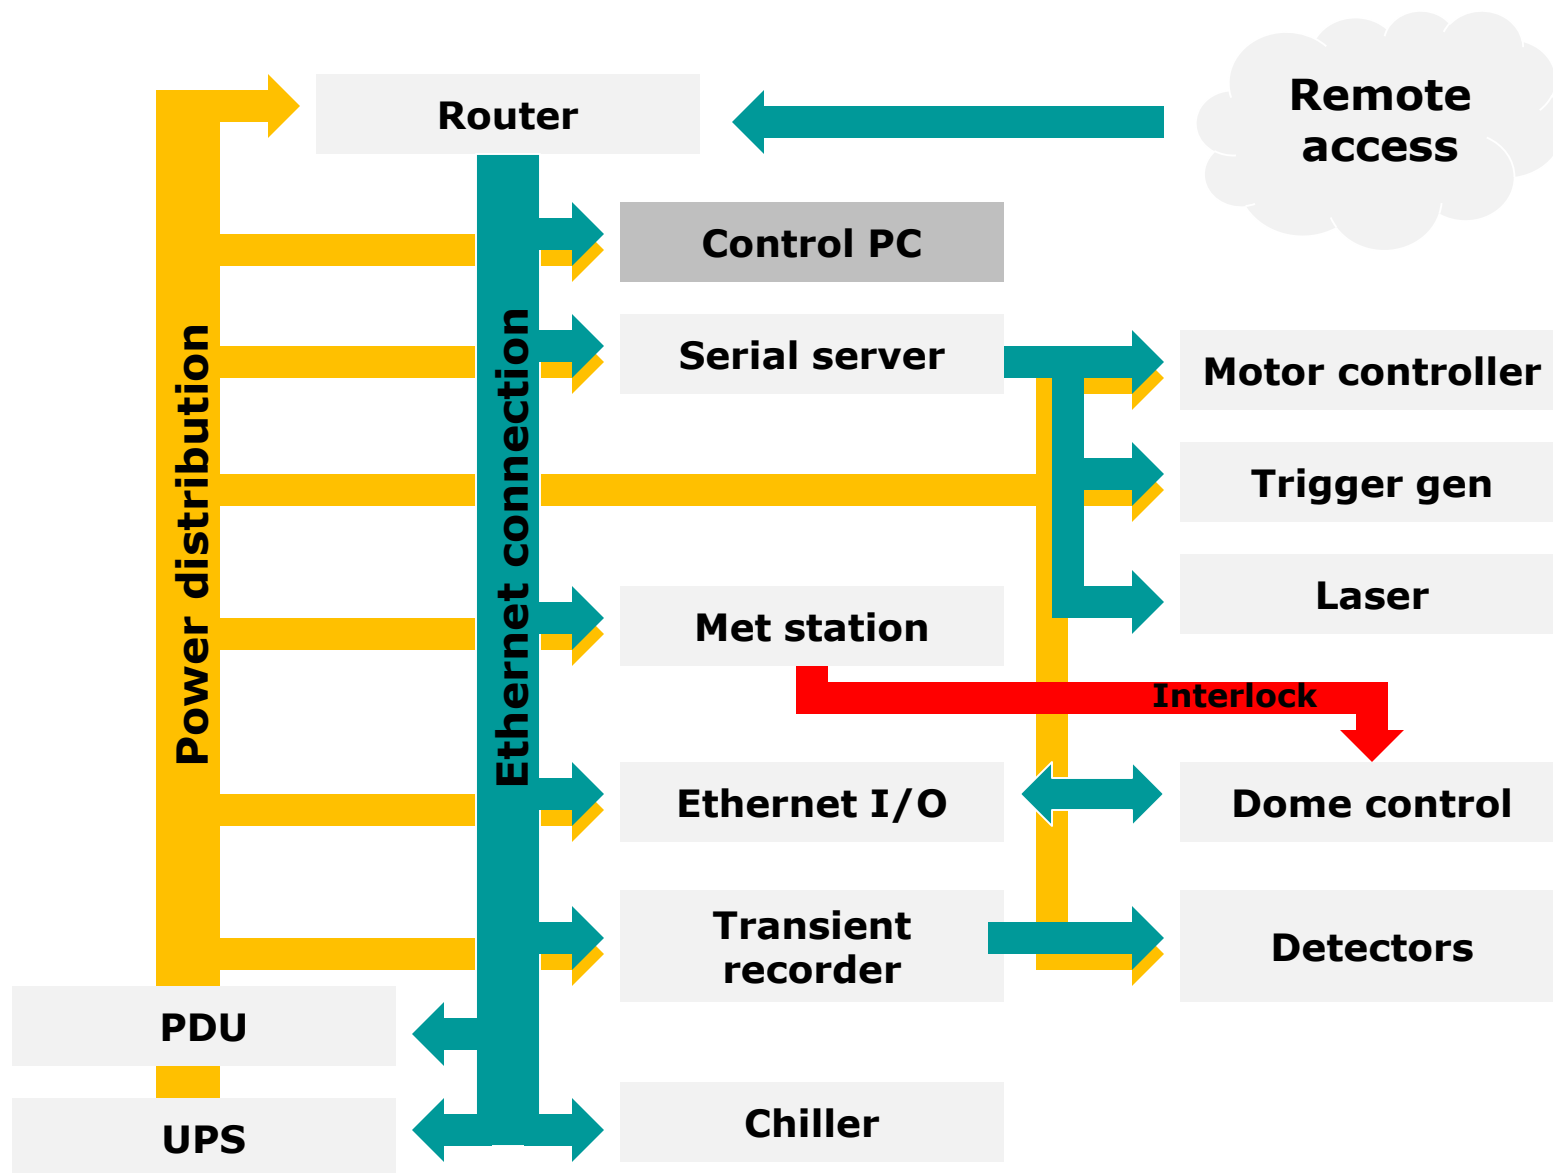 Remote
access
Router
Control PC
Serial server
Motor controller
Trigger gen
Laser
Power distribution
Ethernet connection
Met station
Interlock
Ethernet I/O
Dome control
Transient
recorder
Detectors
PDU
UPS
Chiller